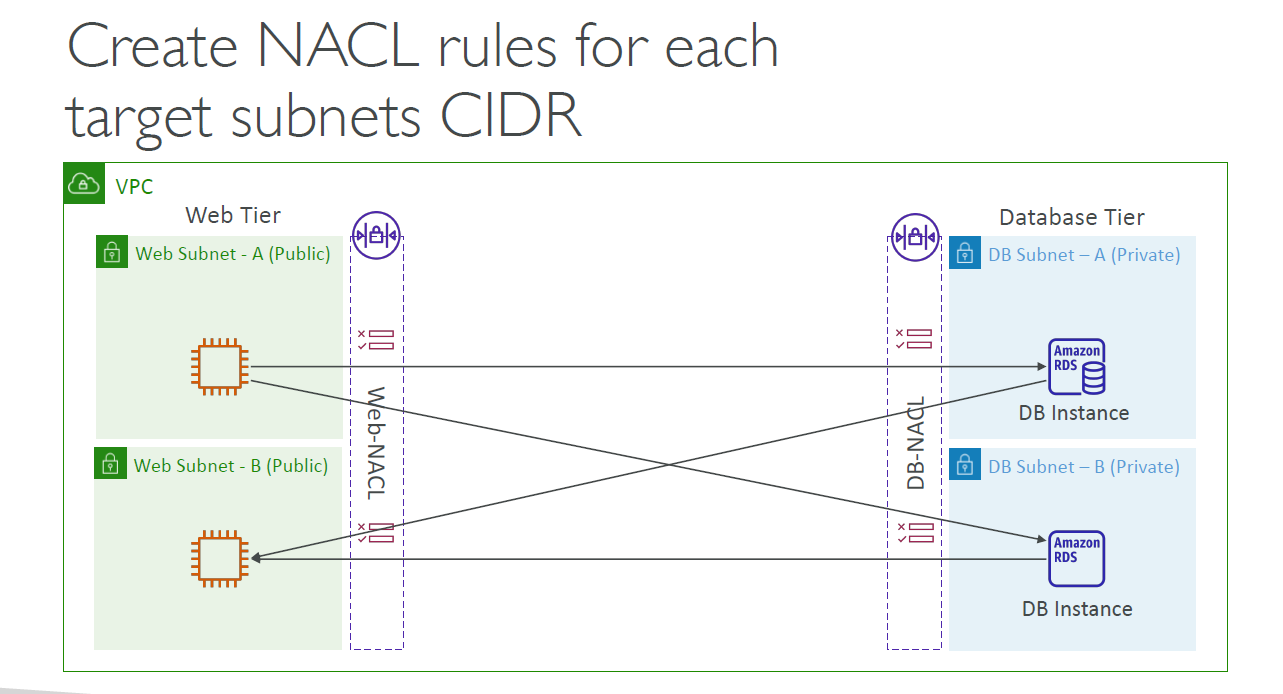 Create NACL rules for each
target subnets CIDR
VPC
Web Tier
Database Tier
Web Subnet - A (Public)
DB Subnet – A (Private)
Amazon
RDS
DB Instance
Web-NACL
DB-NACL
Web Subnet - B (Public)
DB Subnet – B (Private)
Amazon
RDS
DB Instance